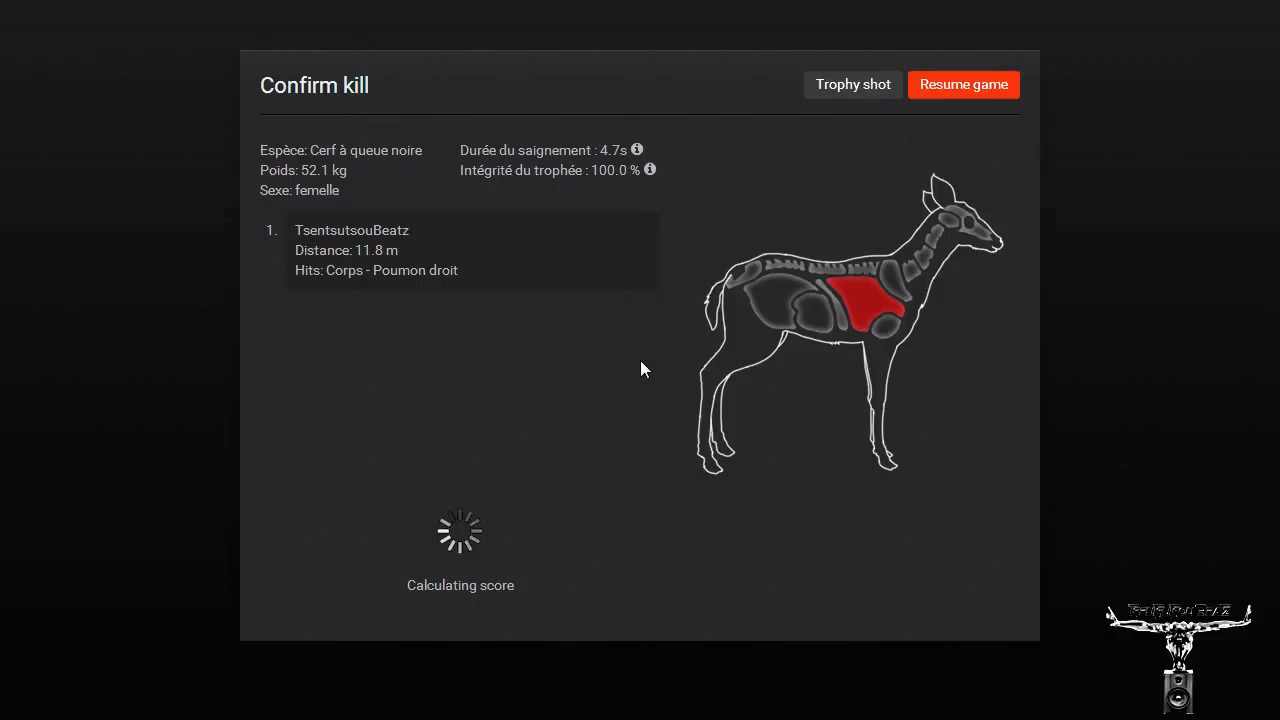 Confirm kill
Trophy shot
Resume game
Espèce: Cerf à queue noire
Poids: 52.1 kg
Sexe: femelle
Durée du saignement : 4.7s
Intégrité du trophée : 100.0 %
1.
TsentsutsouBeatz
Distance: 11.8 m
Hits: Corps - Poumon droit
Calculating score